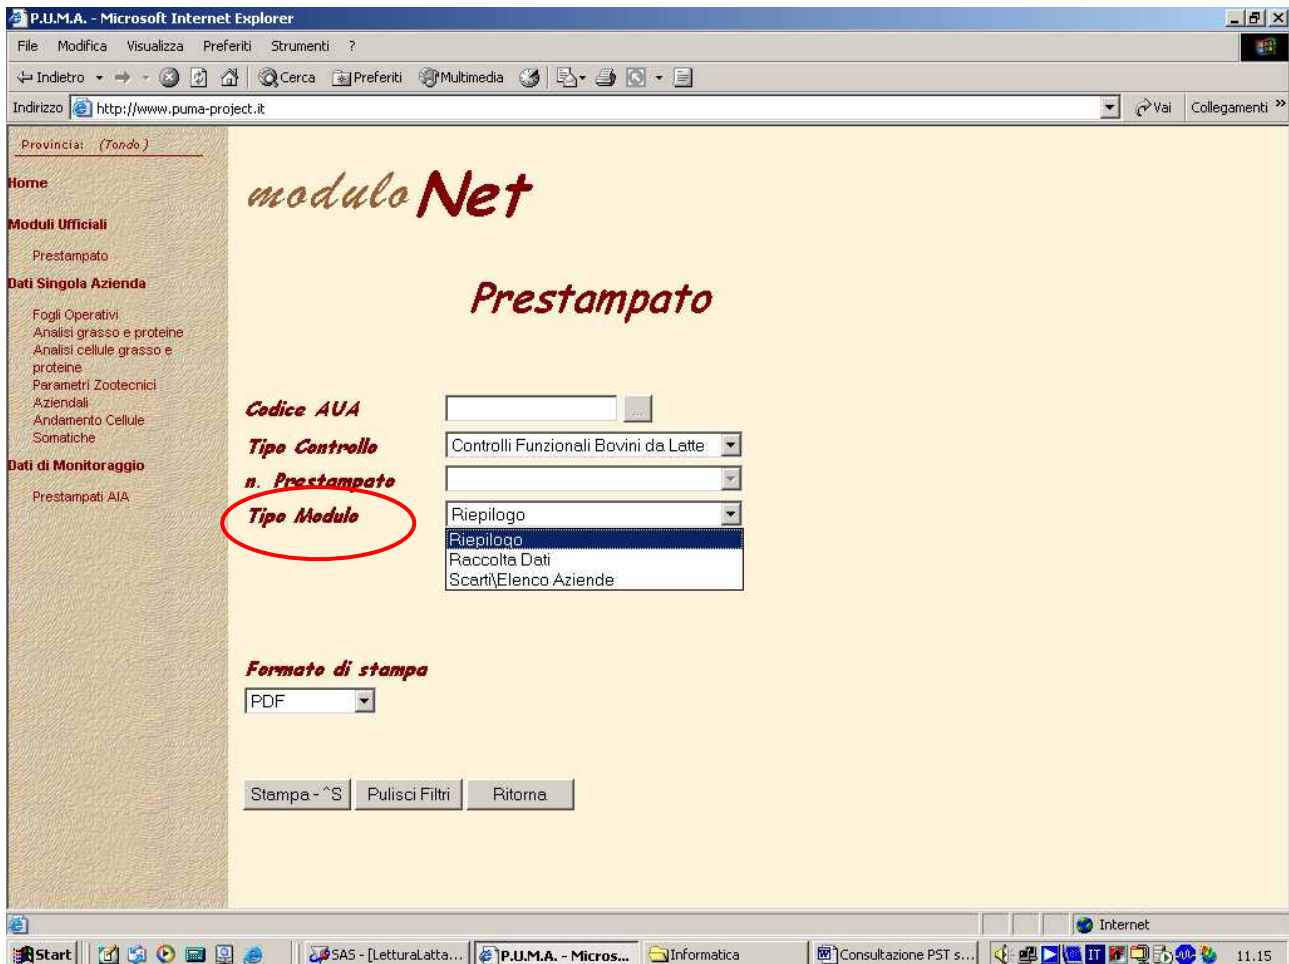 P.U.M.A. - Microsoft Internet Explorer
File Modifica Visualizza Preferiti Strumenti ?
Indietro Cerca Preferiti Multimedia
Indirizzo http://www.puma-project.it Vai Collegamenti »
Provincia: (Tondo )
Home
Moduli Ufficiali
Prestampato
Dati Singola Azienda
Fogli Operativi
Analisi grasso e proteine
Analisi cellule grasso e
proteine
Parametri Zootecnici
Aziendali
Andamento Cellule
Somatiche
Dati di Monitoraggio
Prestampati AIA
modulo Net
Prestampato
Codice AUA ...
Tipo Controllo Controlli Funzionali Bovini da Latte
n. Prestampato
Tipo Modulo Riepilogo
Riepilogo
Raccolta Dati
Scarti\Elenco Aziende
Formato di stampa
PDF
Stampa - ^S Pulisci Filtri Ritorna
Internet
Start SAS - [LetturaLatta... P.U.M.A. - Micros... Informatica Consultazione PST s... IT 11.15